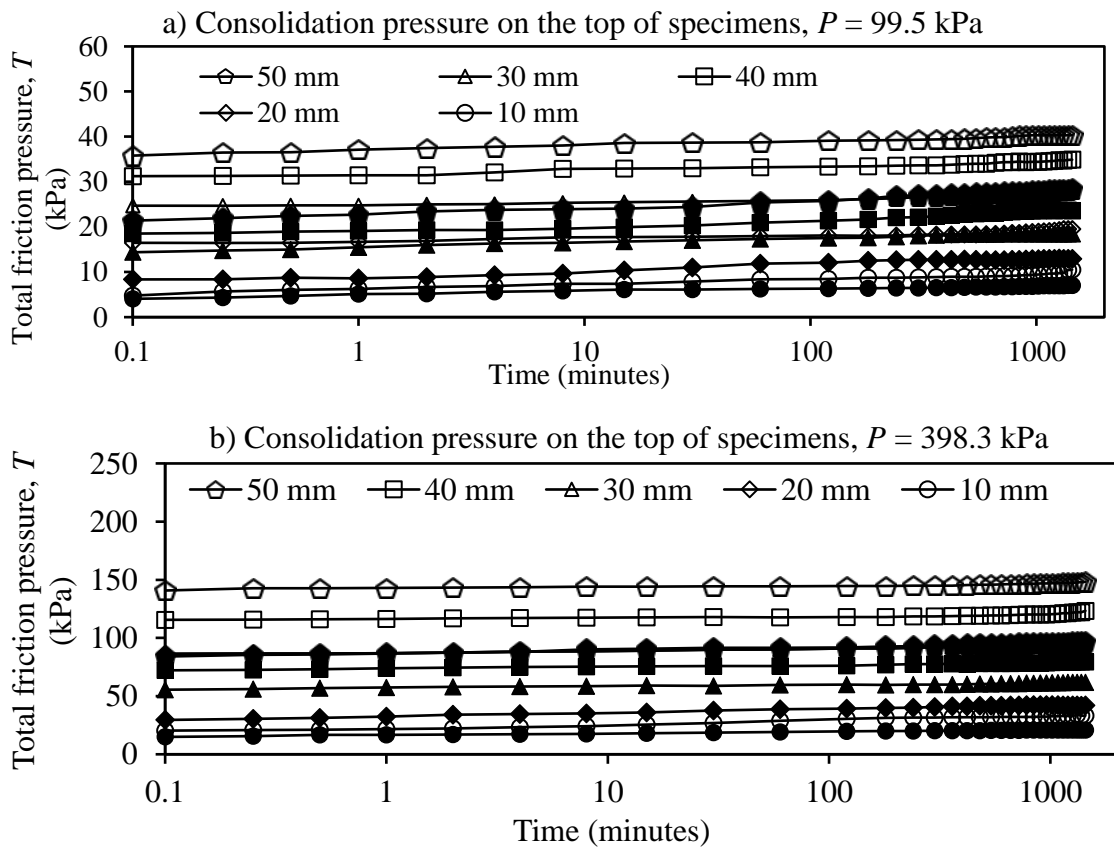 a) Consolidation pressure on the top of specimens, P = 99.5 kPa
Total friction pressure, T
(kPa)
60
50
40
30
20
10
0
50 mm 30 mm 40 mm
20 mm 10 mm
0.1 1 10 100 1000
Time (minutes)
b) Consolidation pressure on the top of specimens, P = 398.3 kPa
Total friction pressure, T
(kPa)
250
200
150
100
50
0
50 mm 40 mm 30 mm 20 mm 10 mm
0.1 1 10 100 1000
Time (minutes)